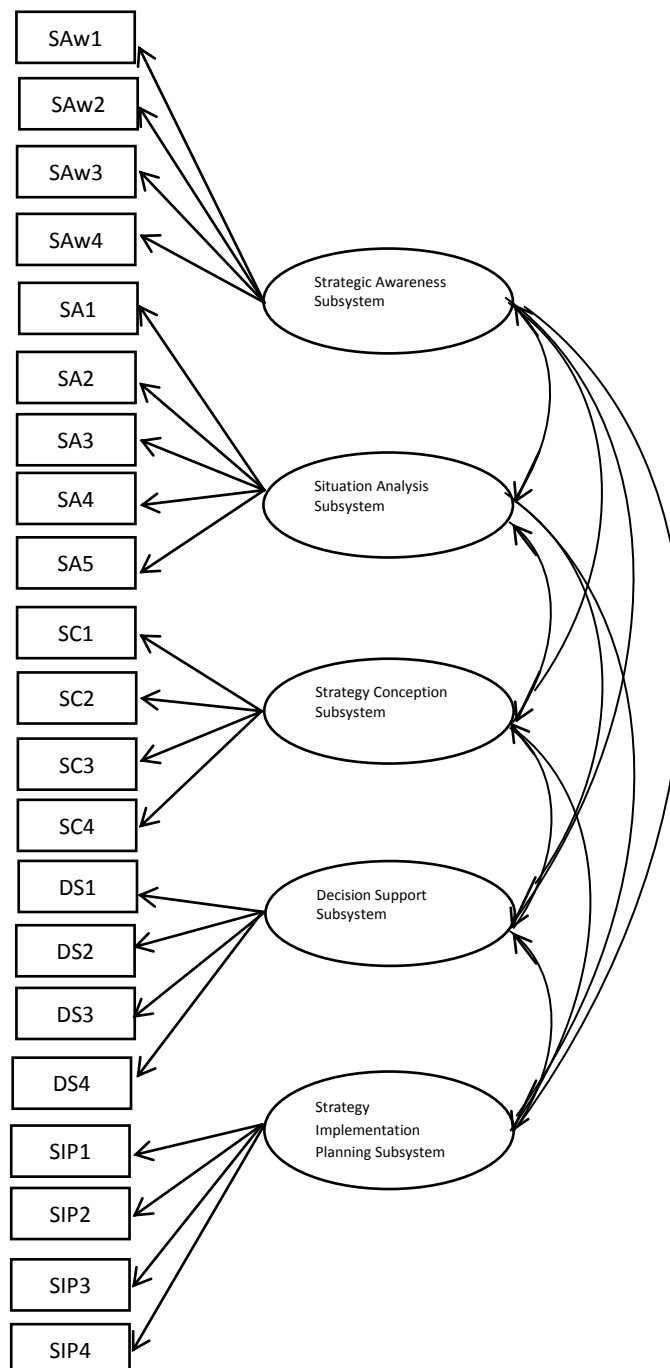 SAw1
SAw2
SAw3
SAw4
Strategic Awareness
Subsystem
SA1
SA2
SA3
SA4
SA5
Situation Analysis
Subsystem
SC1
SC2
SC3
SC4
Strategy Conception
Subsystem
DS1
DS2
DS3
DS4
Decision Support
Subsystem
SIP1
SIP2
SIP3
SIP4
Strategy
Implementation
Planning Subsystem